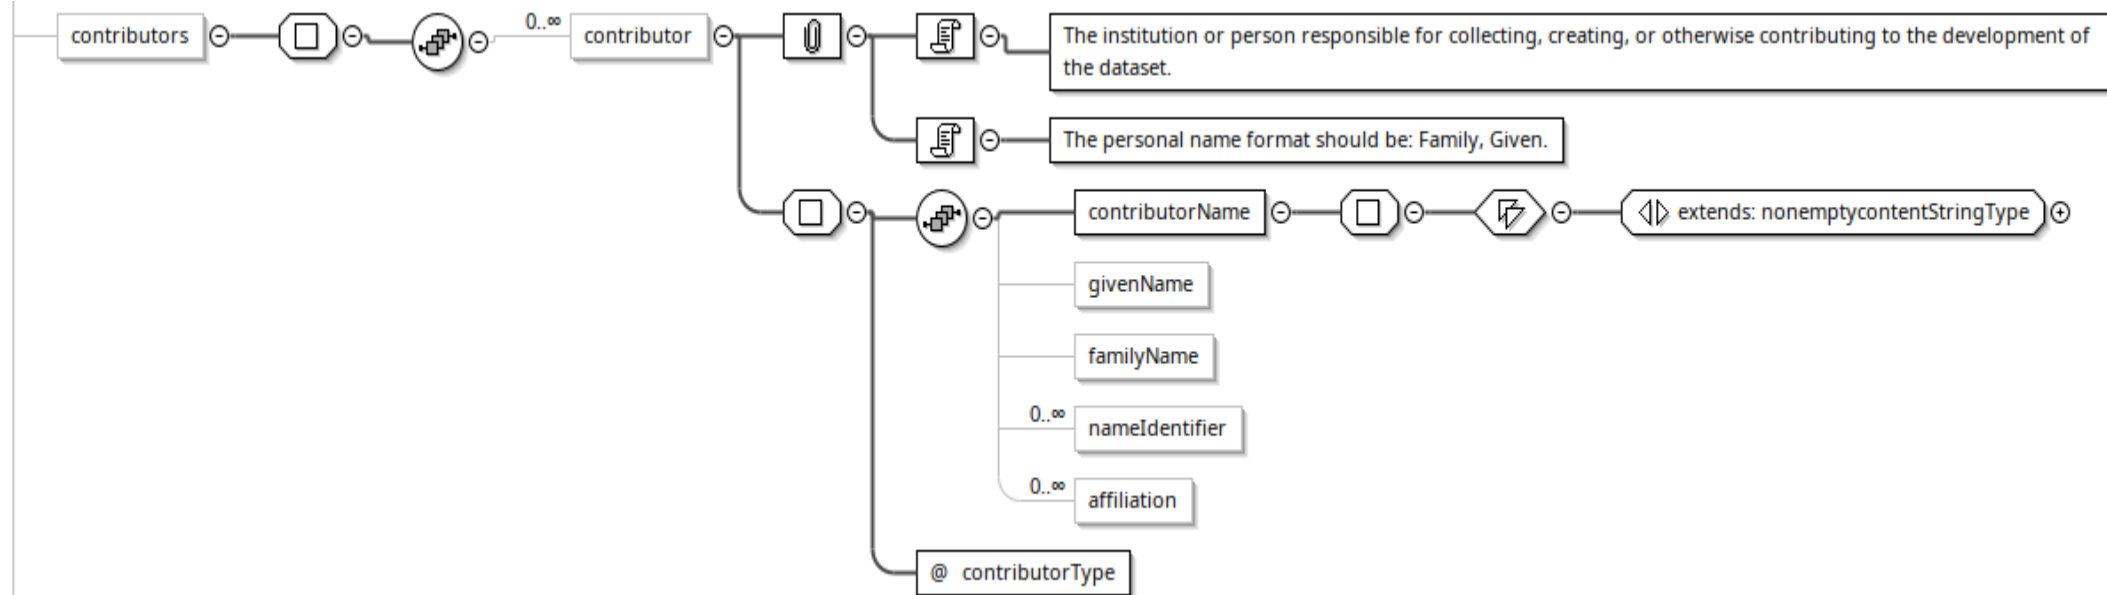 contributors
0..∞
contributor
The institution or person responsible for collecting, creating, or otherwise contributing to the development of
the dataset.
The personal name format should be: Family, Given.
contributorName
extends: nonemptycontentStringType
givenName
familyName
0..∞
nameIdentifier
0..∞
affiliation
@ contributorType